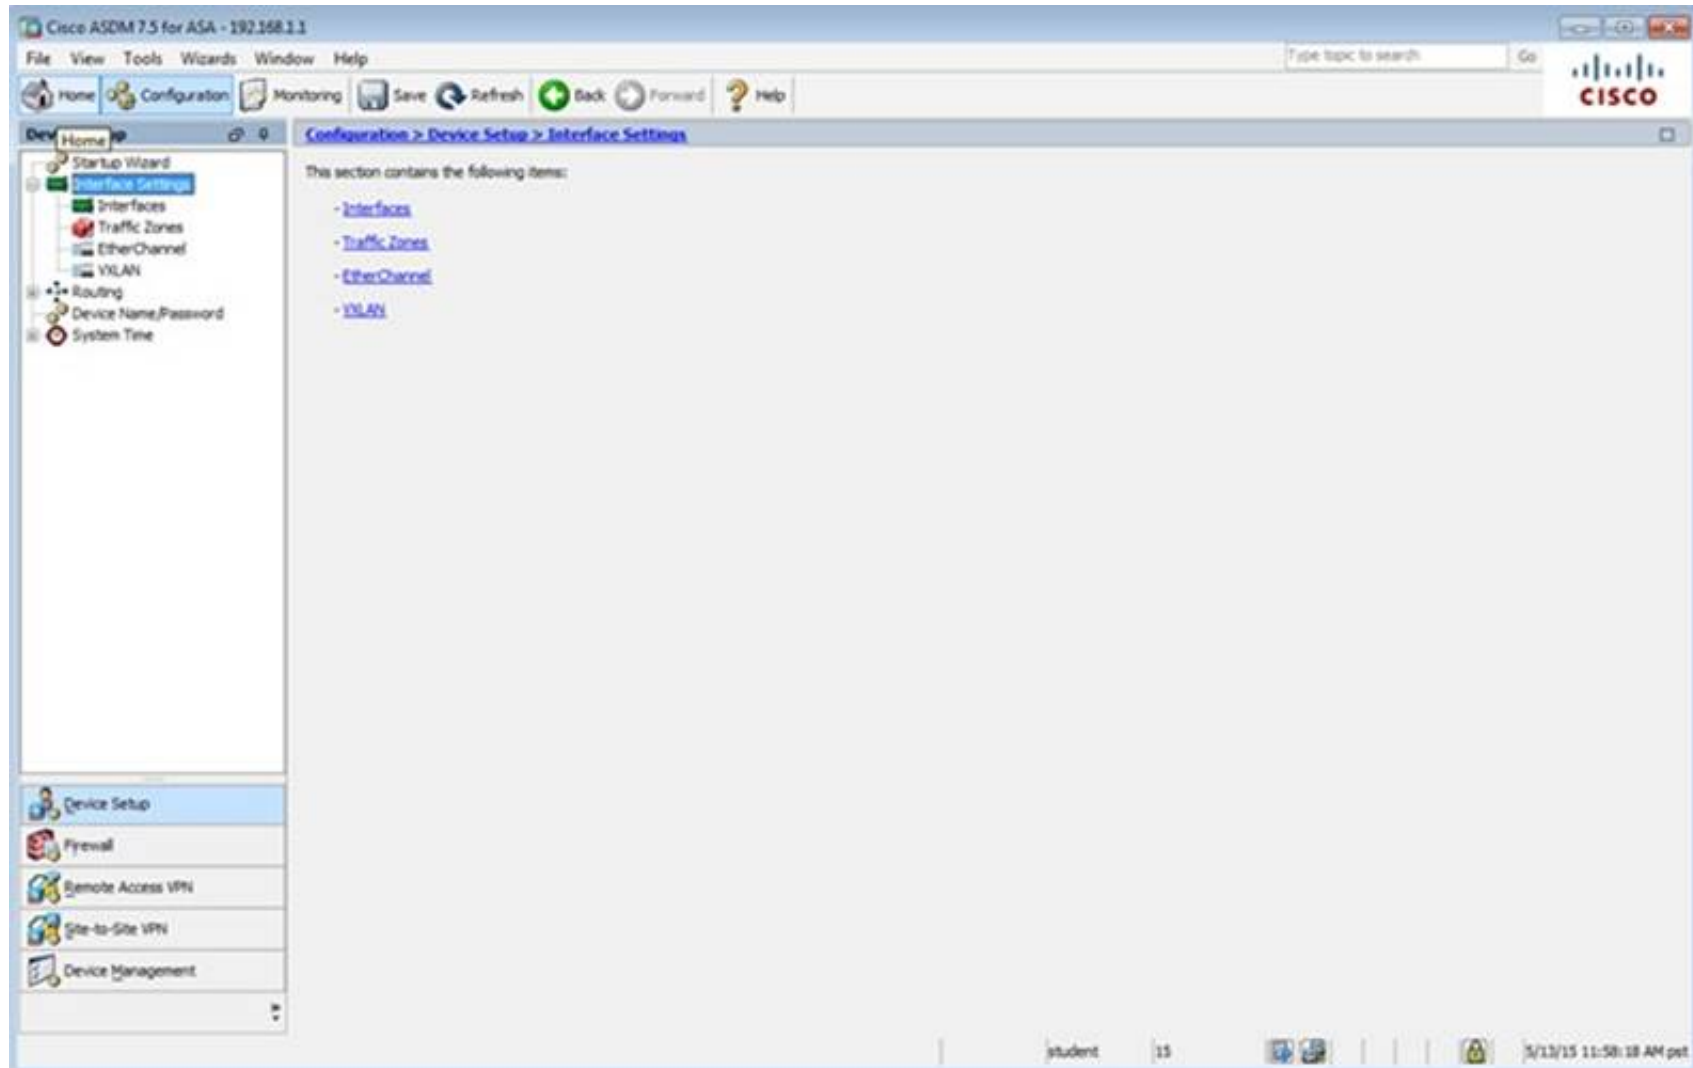 Cisco ASDM 7.5 for ASA - 192.168.1.1
File View Tools Wizards Window Help
Type topic to search Go
Home Configuration Monitoring Save Refresh Back Forward Help
CISCO
Home
Configuration > Device Setup > Interface Settings
Startup Wizard
Interface Settings
Interfaces
Traffic Zones
EtherChannel
VXLAN
Routing
Device Name/Password
System Time
This section contains the following items:
- Interfaces
- Traffic Zones
- EtherChannel
- VXLAN
Device Setup
Firewall
Remote Access VPN
Site-to-Site VPN
Device Management
student 15 5/13/15 11:58:18 AM pst